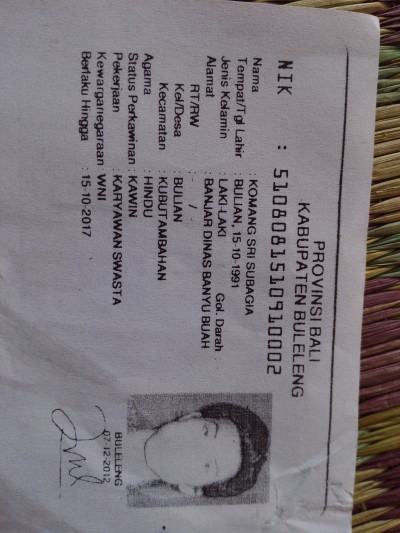 PROVINSI BALI
KABUPATEN BULELENG
NIK : 5108081510910002
Nama : KOMANG SRI SUBAGIA
Tempat/Tgl Lahir : BULIAN, 15-10-1991
Jenis Kelamin : LAKI-LAKI Gol. Darah :
Alamat : BANJAR DINAS BANYU BUAH
RT/RW : - / -
Kel/Desa : BULIAN
Kecamatan : KUBUTAMBAHAN
Agama : HINDU
Status Perkawinan : KAWIN
Pekerjaan : KARYAWAN SWASTA
Kewarganegaraan : WNI
Berlaku Hingga : 15-10-2017
BULELENG
07-12-2012